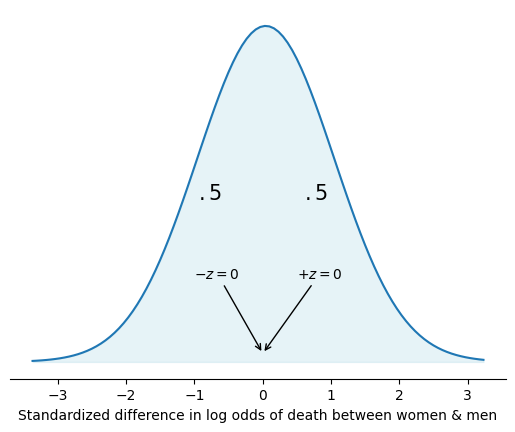 .5 .5
−z = 0 +z = 0
−3 −2 −1 0 1 2 3
Standardized difference in log odds of death between women & men